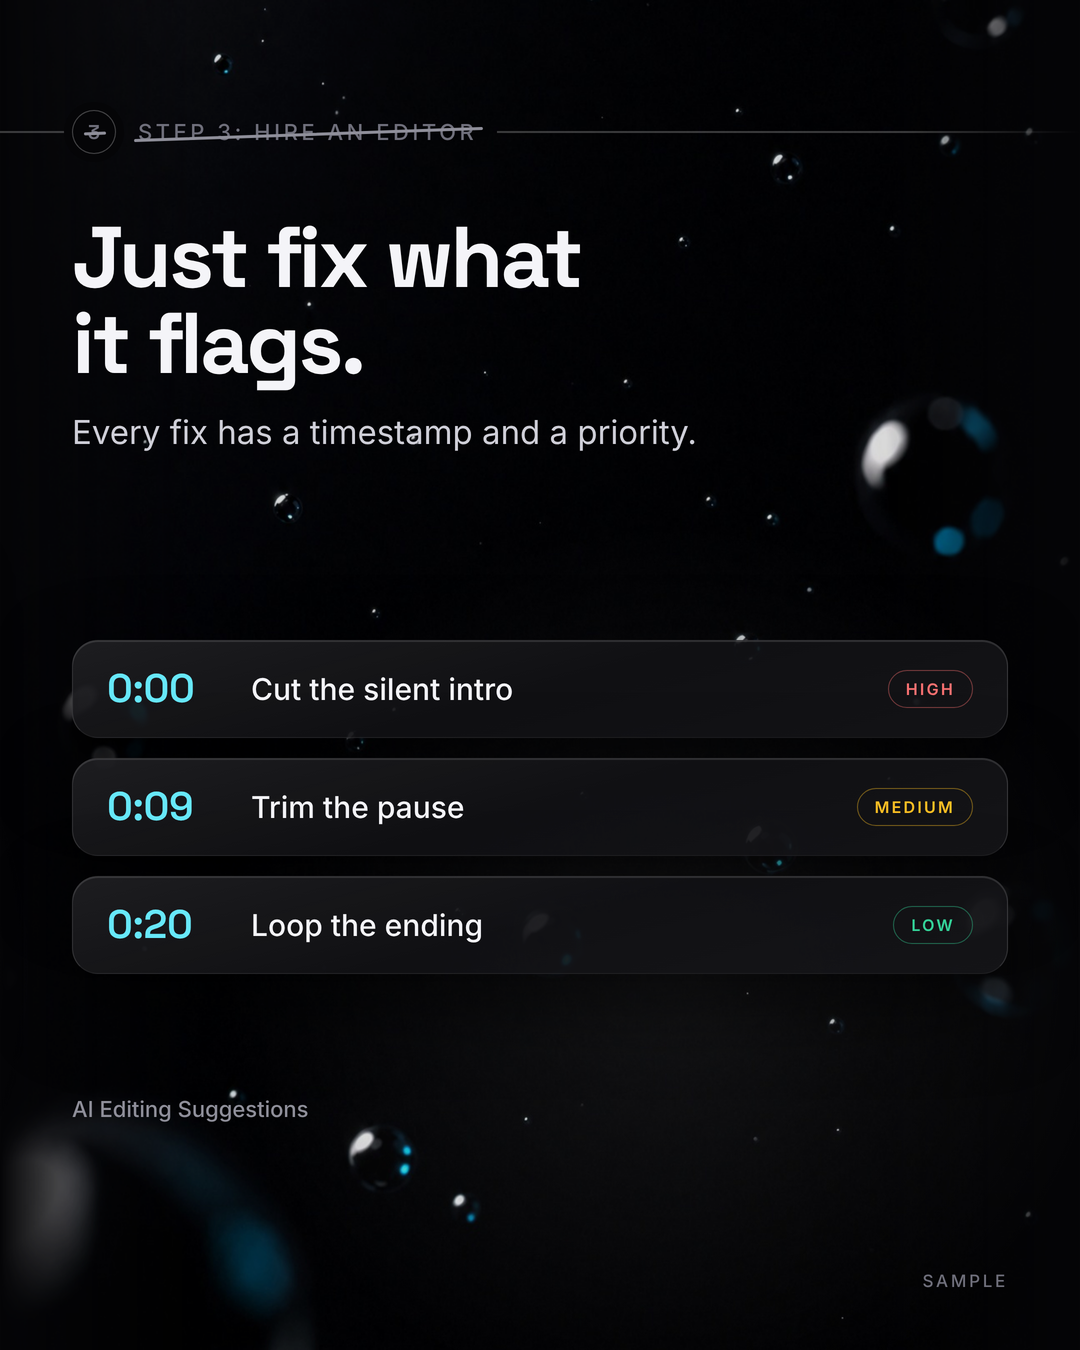 3 STEP 3: HIRE AN EDITOR
Just fix what
it flags.
Every fix has a timestamp and a priority.
0:00 Cut the silent intro HIGH
0:09 Trim the pause MEDIUM
0:20 Loop the ending LOW
AI Editing Suggestions
SAMPLE